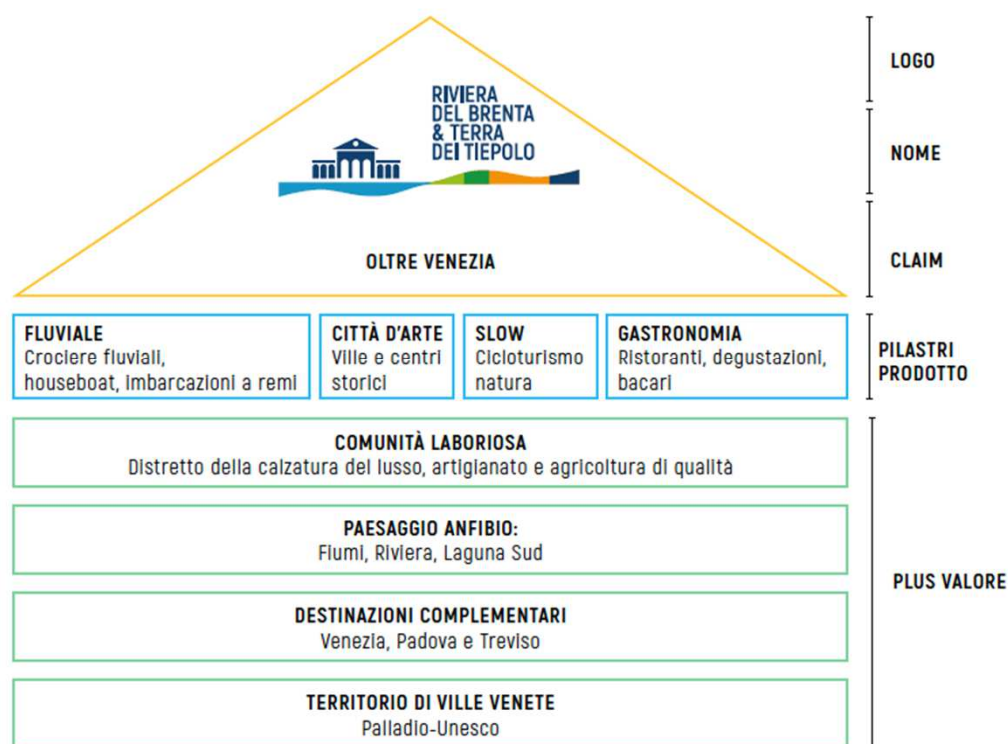 LOGO
RIVIERA
DEL BRENTA
& TERRA
DEI TIEPOLO
NOME
OLTRE VENEZIA
CLAIM
FLUVIALE
Crociere fluviali,
houseboat, imbarcazioni a remi
CITTÀ D'ARTE
Ville e centri
storici
SLOW
Cicloturismo
natura
GASTRONOMIA
Ristoranti, degustazioni,
bacari
PILASTRI
PRODOTTO
COMUNITÀ LABORIOSA
Distretto della calzatura del lusso, artigianato e agricoltura di qualità
PAESAGGIO ANFIBIO:
Fiumi, Riviera, Laguna Sud
DESTINAZIONI COMPLEMENTARI
Venezia, Padova e Treviso
TERRITORIO DI VILLE VENETE
Palladio-Unesco
PLUS VALORE